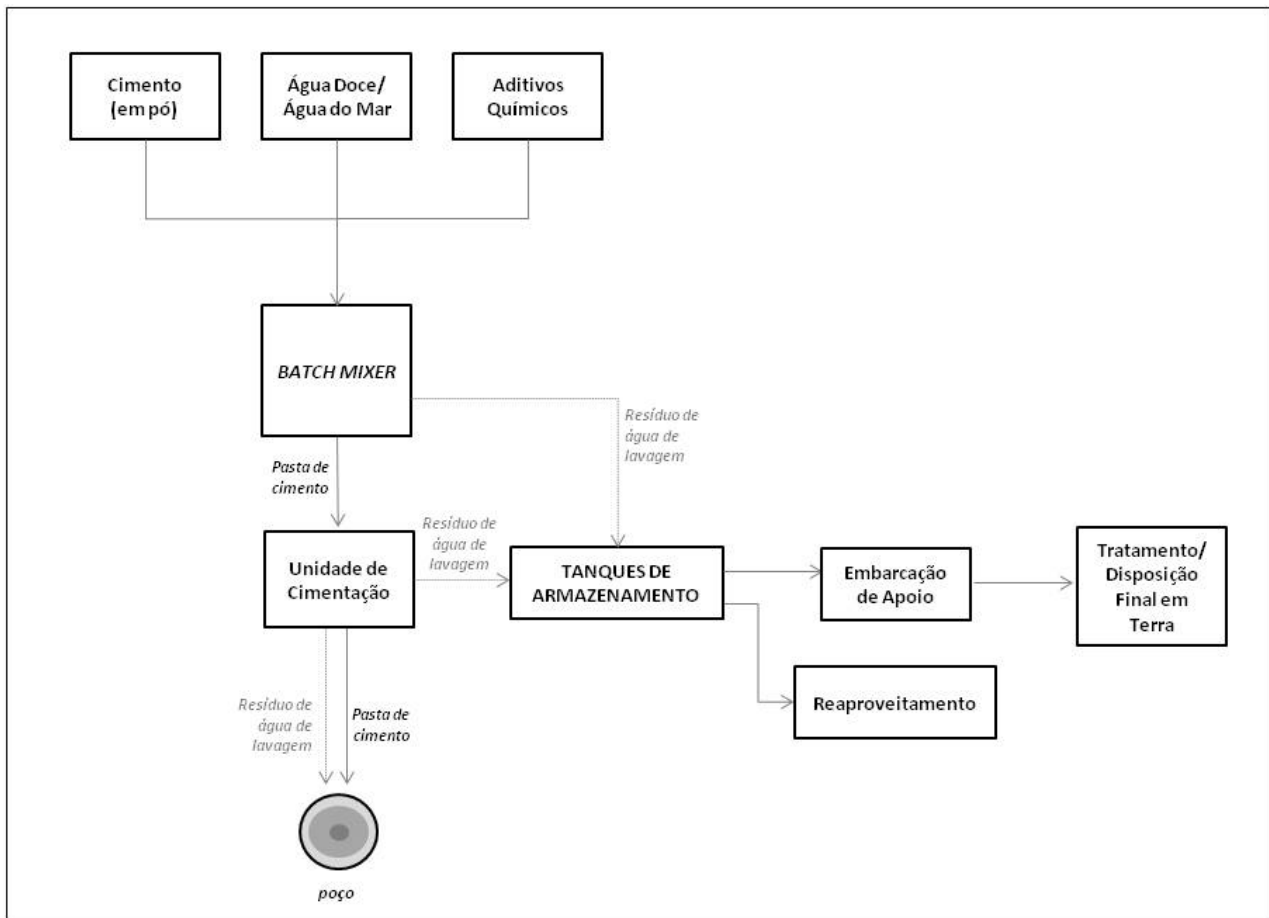 Cimento
(em pó)
Água Doce/
Água do Mar
Aditivos
Químicos
BATCH MIXER
Resíduo de
água de
lavagem
Pasta de
cimento
Unidade de
Cimentação
Resíduo de
água de
lavagem
TANQUES DE
ARMAZENAMENTO
Embarcação
de Apoio
Tratamento/
Disposição
Final em
Terra
Reaproveitamento
Resíduo de
água de
lavagem
Pasta de
cimento
poço